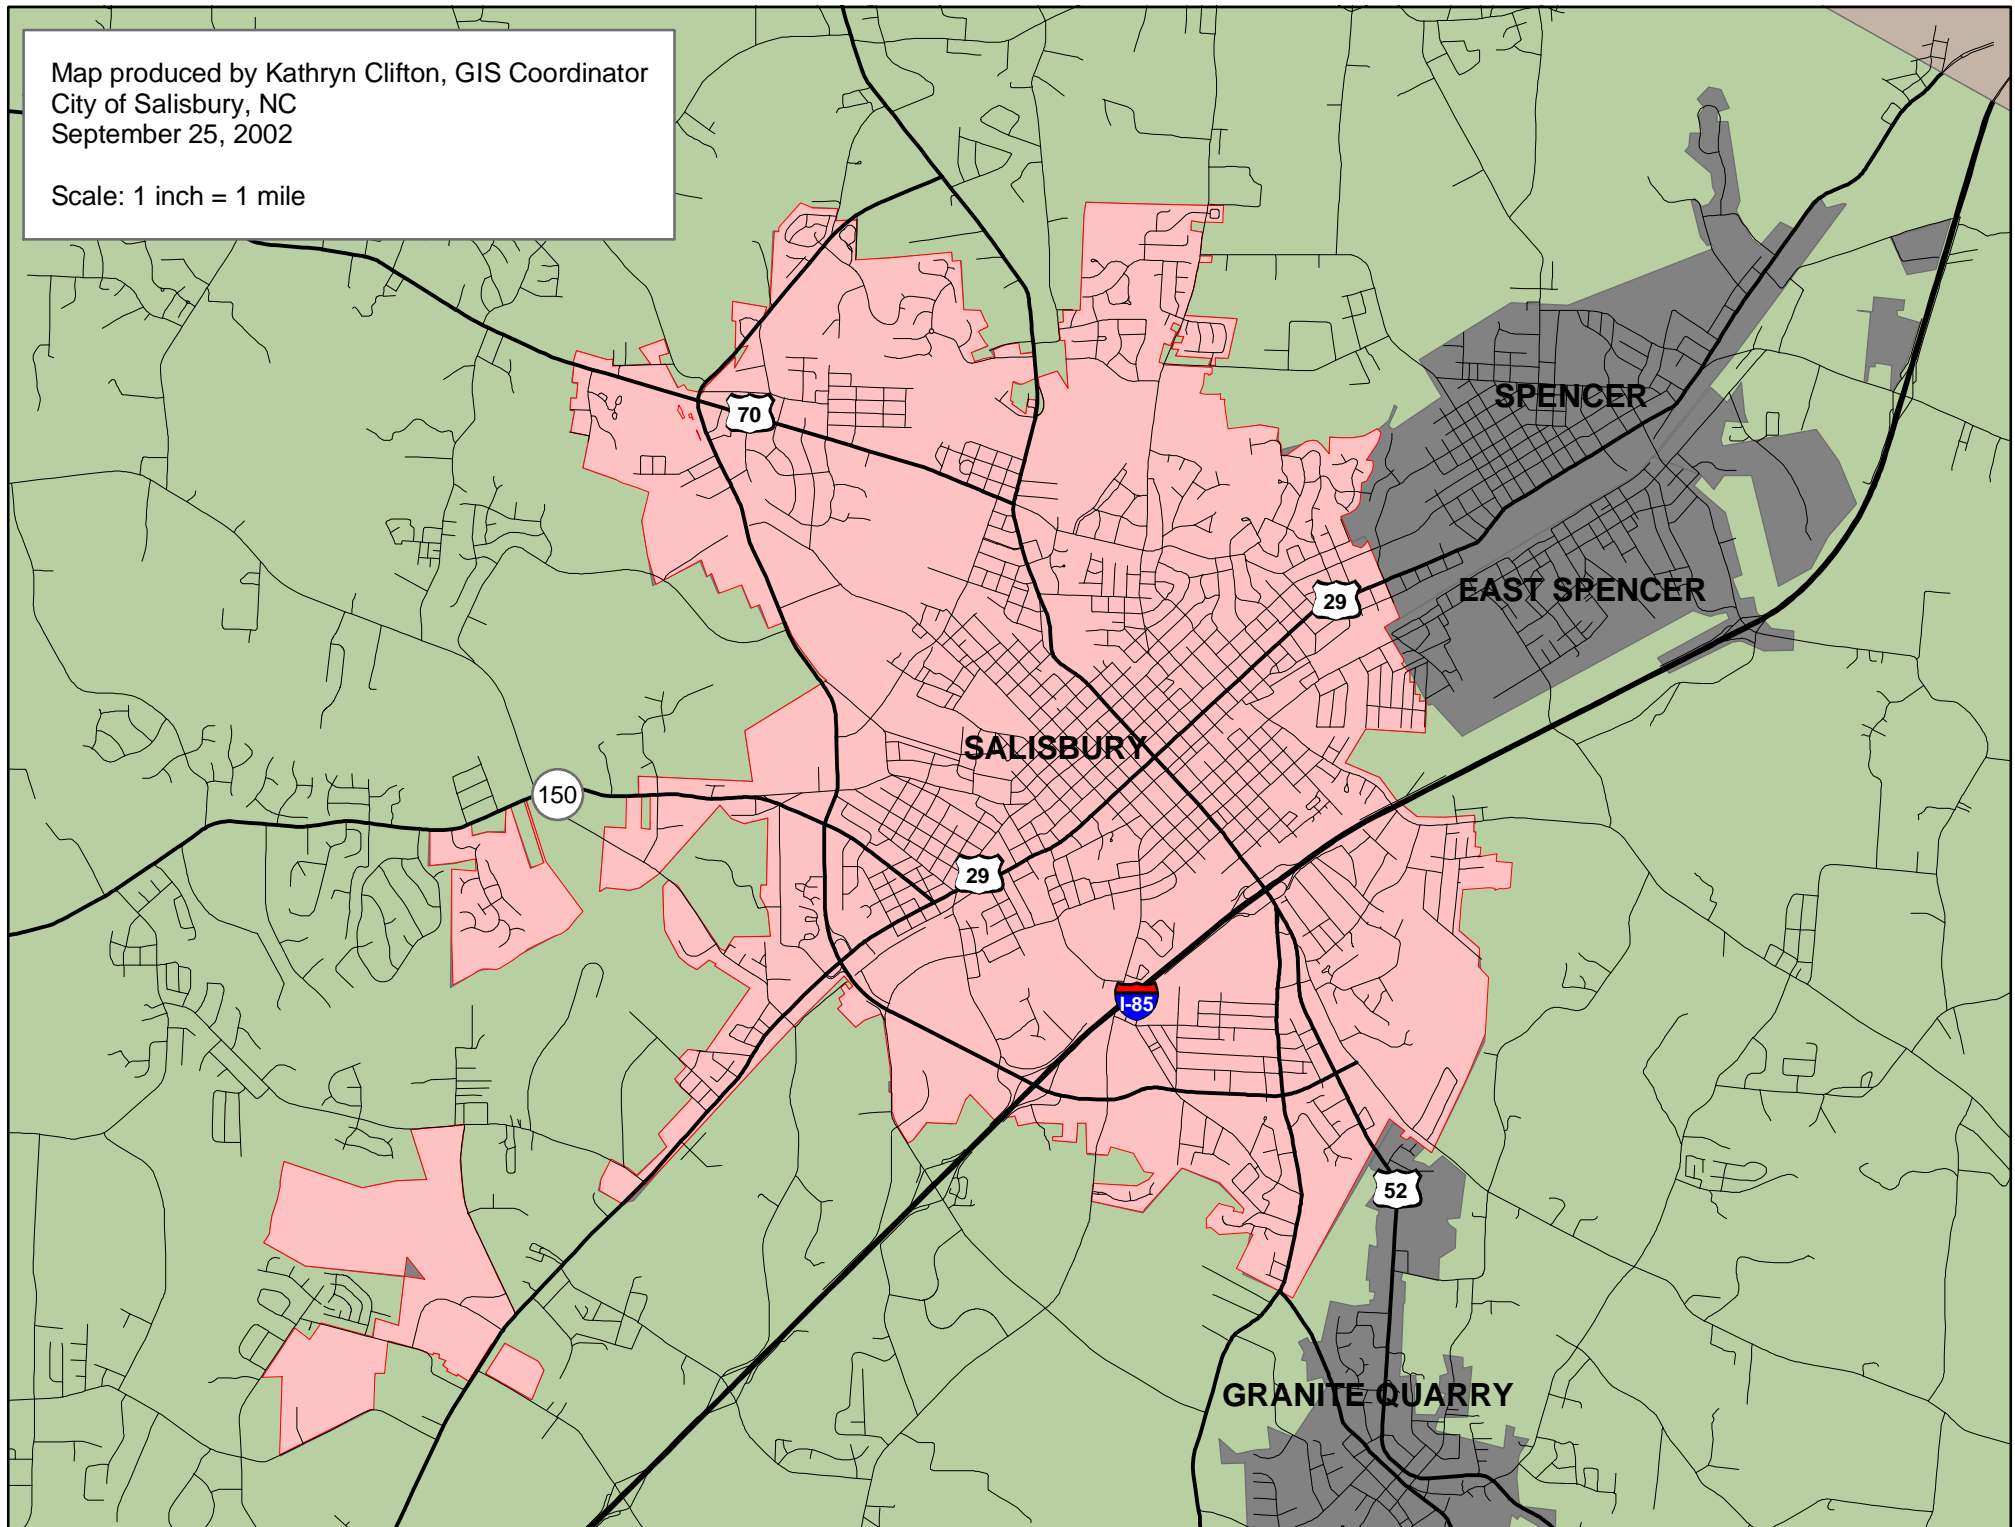 Map produced by Kathryn Clifton, GIS Coordinator
City of Salisbury, NC
September 25, 2002
Scale: 1 inch = 1 mile
SPENCER
70
EAST SPENCER
29
SALISBURY
150
29
I-85
52
GRANITE QUARRY